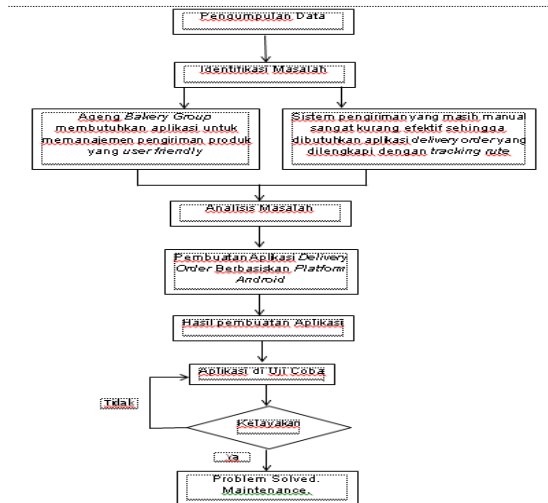 Pengumpulan Data
Identifikasi Masalah
Ageng Bakery Group
membutuhkan aplikasi untuk
memanajemen pengiriman produk
yang user friendly
Sistem pengiriman yang masih manual
sangat kurang efektif sehingga
dibutuhkan aplikasi delivery order yang
dilengkapi dengan tracking rute
Analisis Masalah
Pembuatan Aplikasi Delivery
Order Berbasiskan Platform
Android
Hasil pembuatan Aplikasi
Aplikasi di Uji Coba
Tidak
Kelayakan
Ya
Problem Solved.
Maintenance.